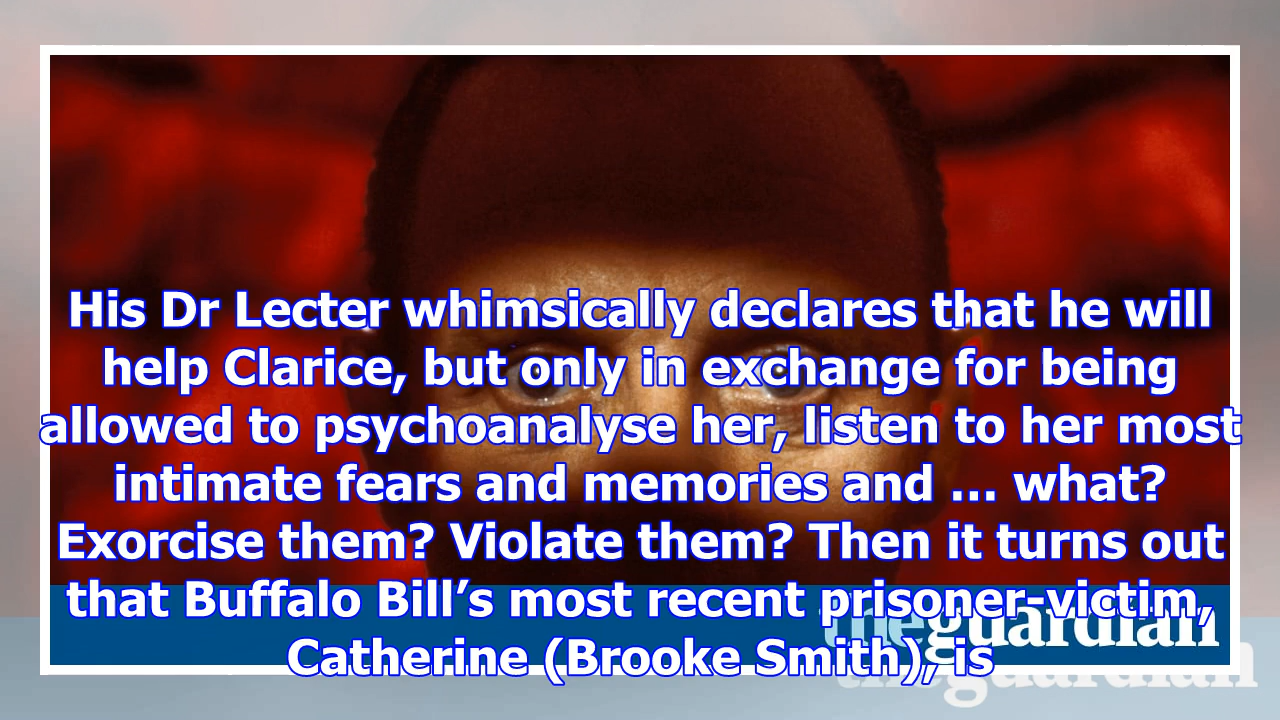 His Dr Lecter whimsically declares that he will
help Clarice, but only in exchange for being
allowed to psychoanalyse her, listen to her most
intimate fears and memories and … what?
Exorcise them? Violate them? Then it turns out
that Buffalo Bill’s most recent prisoner-victim,
theguardian
Catherine (Brooke Smith), is
theguardian